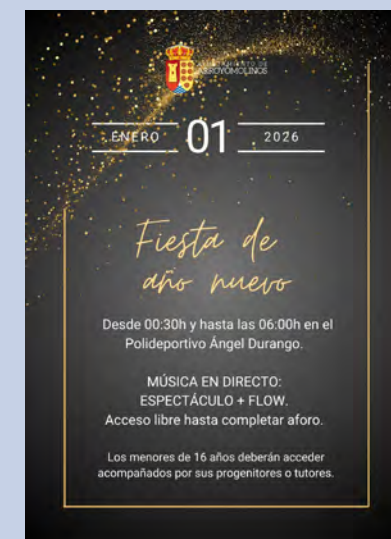 AYUNTAMIENTO DE
ARROYOMOLINOS
ENERO 01 2026
Fiesta de
año nuevo
Desde 00:30h y hasta las 06:00h en el
Polideportivo Ángel Durango.
MÚSICA EN DIRECTO:
ESPECTÁCULO + FLOW.
Acceso libre hasta completar aforo.
Los menores de 16 años deberán acceder
acompañados por sus progenitores o tutores.